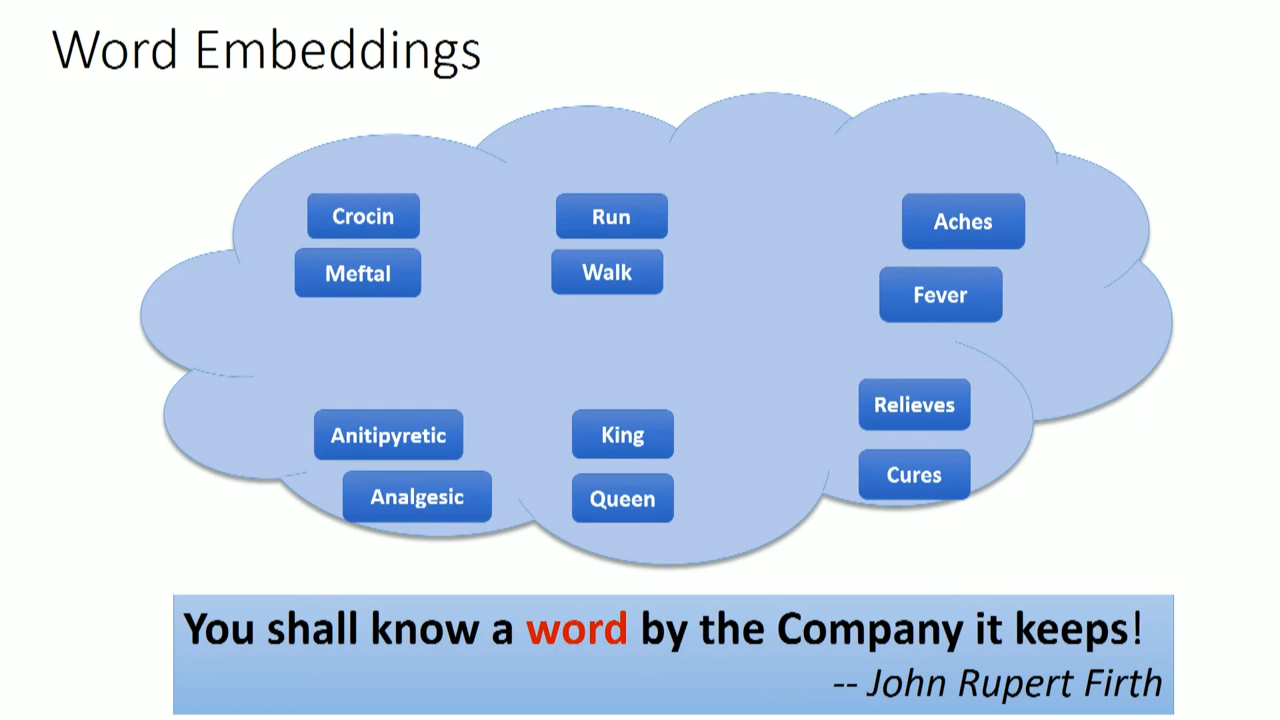 Word Embeddings
Crocin
Meftal
Run
Walk
Aches
Fever
Anitipyretic
Analgesic
King
Queen
Relieves
Cures
You shall know a word by the Company it keeps!
-- John Rupert Firth